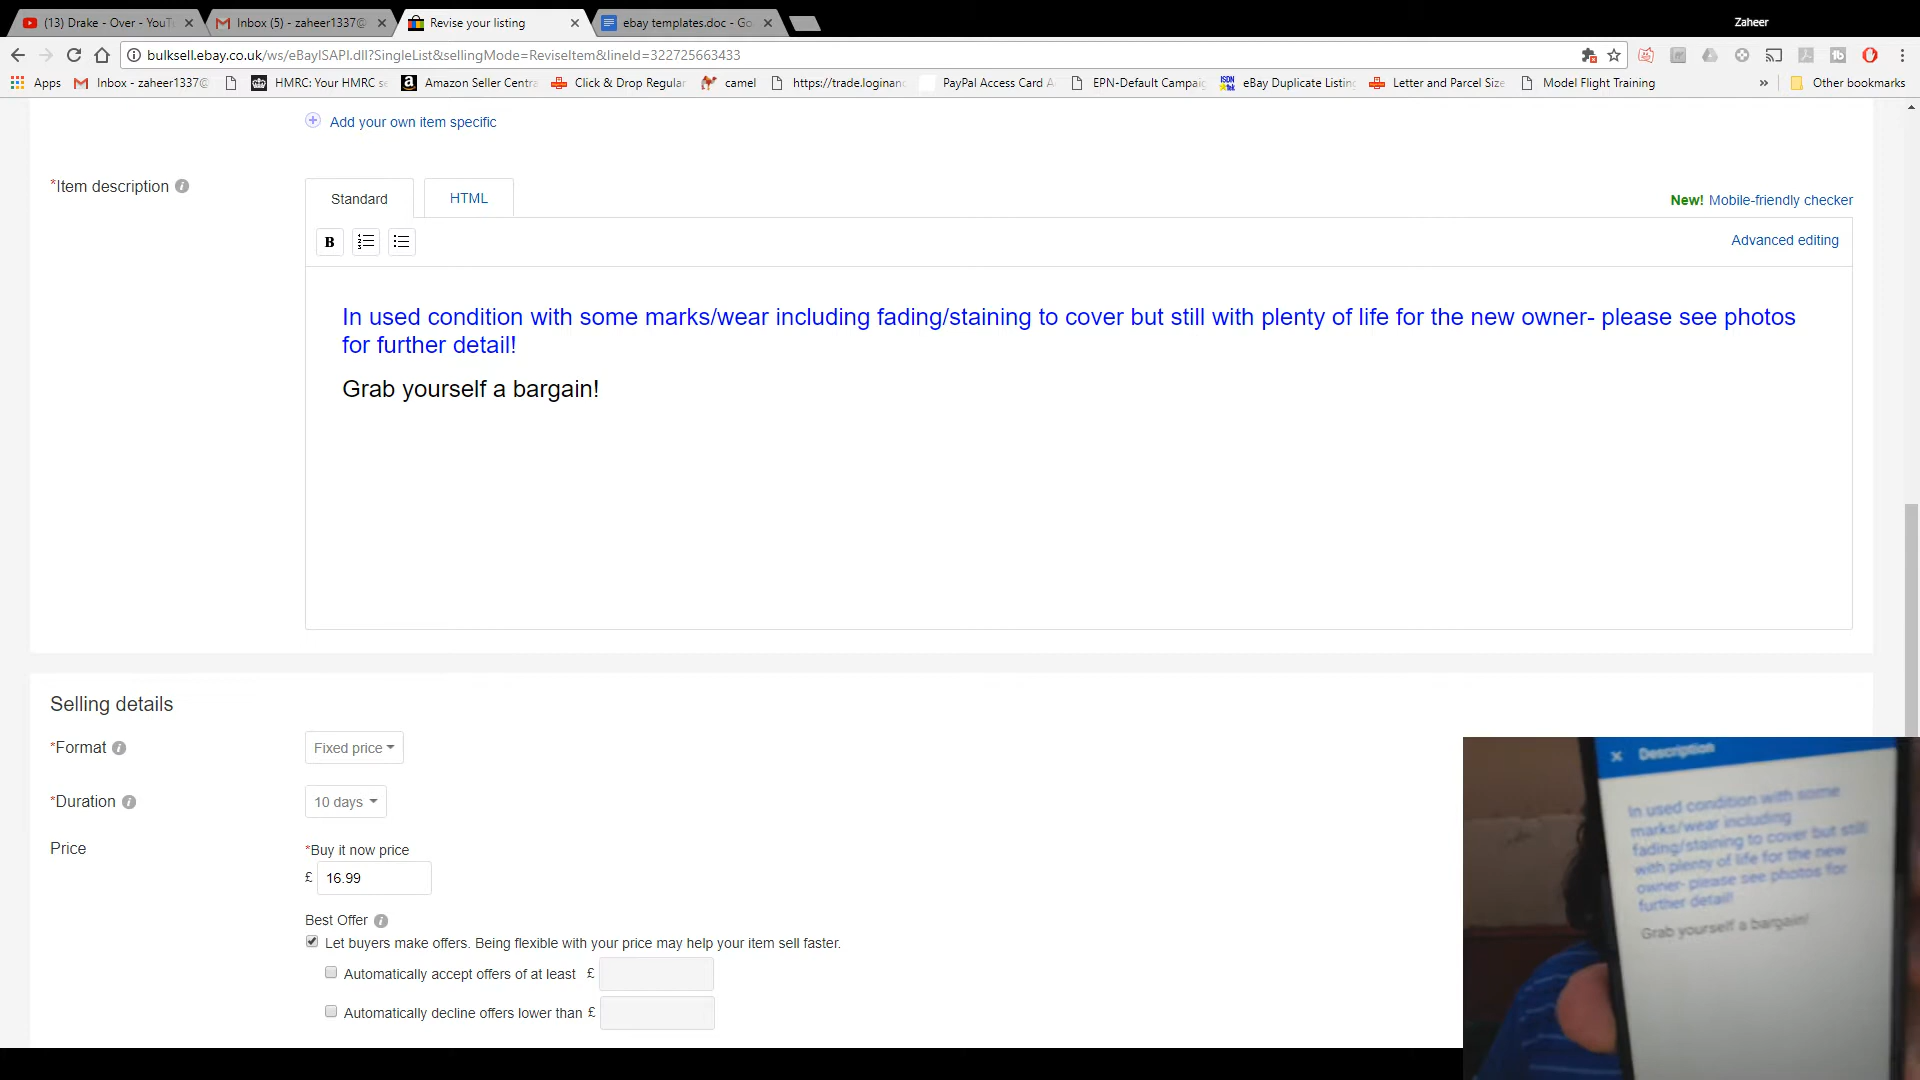 (13) Drake - Over - YouT
Inbox (5) - zaheer1337@
Revise your listing
ebay templates.doc - Go
Zaheer
bulksell.ebay.co.uk/ws/eBayISAPI.dll?SingleList&sellingMode=ReviseItem&lineId=322725663433
Apps
Inbox - zaheer1337@
HMRC: Your HMRC se
Amazon Seller Centra
Click & Drop Regular
camel
https://trade.loginanc
PayPal Access Card A
EPN-Default Campaig
eBay Duplicate Listing
Letter and Parcel Size
Model Flight Training
»
Other bookmarks
Add your own item specific
*Item description
Standard
HTML
New! Mobile-friendly checker
B
Advanced editing
In used condition with some marks/wear including fading/staining to cover but still with plenty of life for the new owner- please see photos
for further detail!
Grab yourself a bargain!
Selling details
*Format
Fixed price
*Duration
10 days
Price
*Buy it now price
£ 16.99
Best Offer
Let buyers make offers. Being flexible with your price may help your item sell faster.
Automatically accept offers of at least £
Automatically decline offers lower than £
Description
In used condition with some
marks/wear including
fading/staining to cover but still
with plenty of life for the new
owner- please see photos for
further detail!
Grab yourself a bargain!